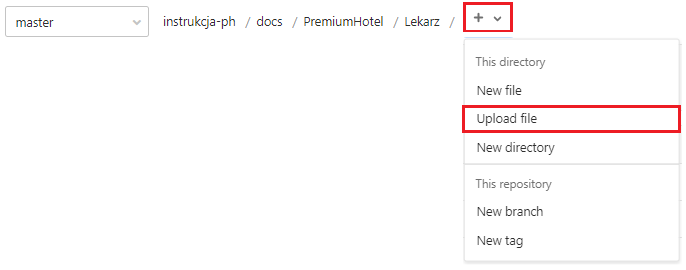 master instrukcja-ph / docs / PremiumHotel / Lekarz / +
This directory
New file
Upload file
New directory
This repository
New branch
New tag